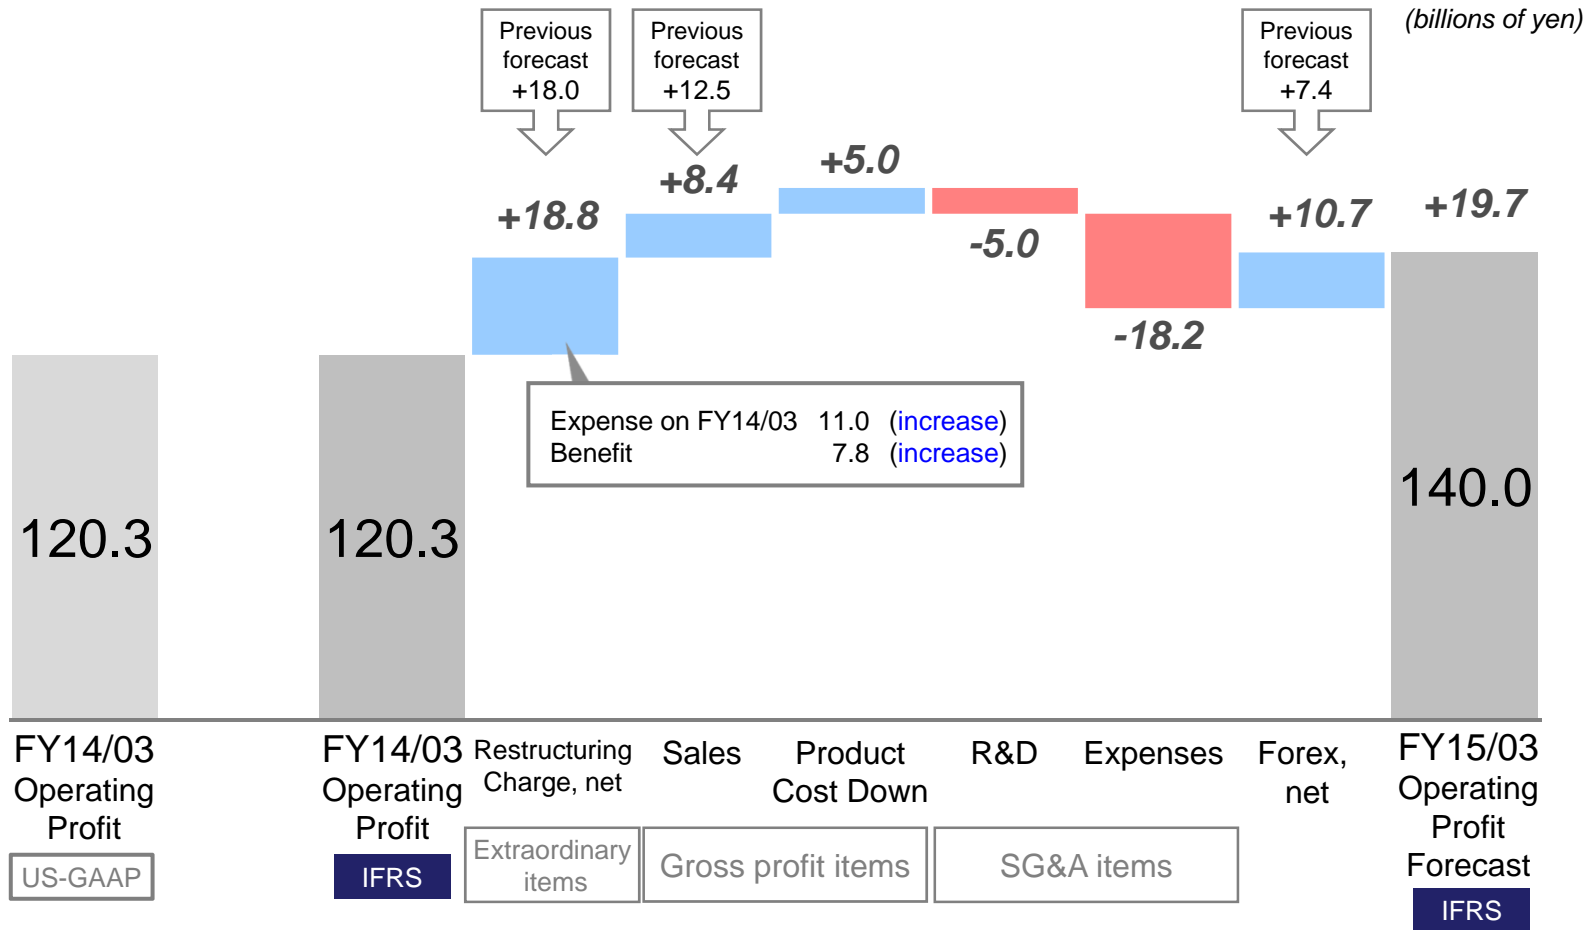 (billions of yen)
Previous
forecast
+18.0
Previous
forecast
+12.5
Previous
forecast
+7.4
+18.8
+8.4
+5.0
-5.0
-18.2
+10.7
+19.7
Expense on FY14/03 11.0 (increase)
Benefit 7.8 (increase)
120.3
120.3
140.0
FY14/03
Operating
Profit
US-GAAP
FY14/03
Operating
Profit
IFRS
Restructuring
Charge, net
Sales
Product
Cost Down
R&D
Expenses
Forex,
net
FY15/03
Operating
Profit
Forecast
IFRS
Extraordinary
items
Gross profit items
SG&A items